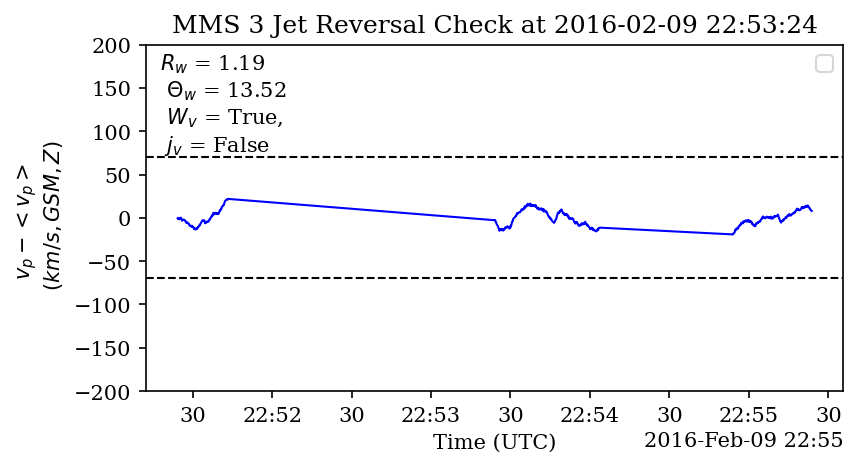 MMS 3 Jet Reversal Check at 2016-02-09 22:53:24
R_w = 1.19
Θ_w = 13.52
W_v = True,
j_v = False
200
150
100
50
0
−50
−100
−150
−200
v_p − < v_p >
(km/s, GSM, Z)
30 22:52 30 22:53 30 22:54 30 22:55 30
Time (UTC)
2016-Feb-09 22:55